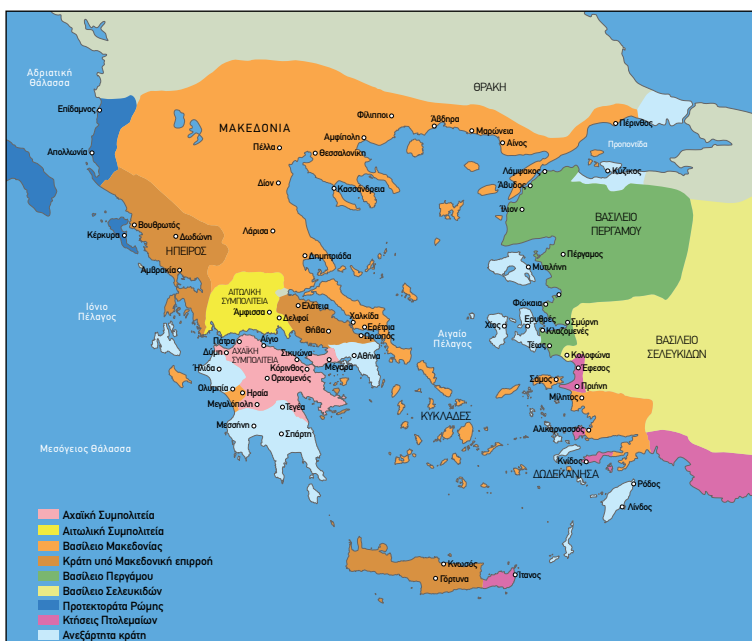 Αδριατική
θάλασσα
ΘΡΑΚΗ
Επίδαμνος
Φίλιπποι
Άβδηρα
Πέρινθος
ΜΑΚΕΔΟΝΙΑ
Αμφίπολη
Μαρώνεια
Προποντίδα
Απολλωνία
Πέλλα
Θεσσαλονίκη
Αίνος
Λάμψακος
Κύζικος
Δίον
Κασσάνδρεια
Άβυδος
Ίλιον
ΒΑΣΙΛΕΙΟ
ΠΕΡΓΑΜΟΥ
Βουθρωτός
Κέρκυρα
Δωδώνη
Λάρισα
ΗΠΕΙΡΟΣ
Δημητριάδα
Πέργαμος
Αμβρακία
Μυτιλήνη
ΑΙΤΩΛΙΚΗ
ΣΥΜΠΟΛΙΤΕΙΑ
Ελάτεια
Ιόνιο
Πέλαγος
Άμφισσα
Δελφοί
Χαλκίδα
Ερέτρια
Θήβα
Ωρωπός
Αιγαίο
Πέλαγος
Φώκαια
Χίος
Ερυθρές
Σμύρνη
Κλαζομενές
Τέως
Κολοφώνα
ΒΑΣΙΛΕΙΟ
ΣΕΛΕΥΚΙΔΩΝ
Πάτρα
Αίγιο
Δύμη
ΑΧΑΪΚΗ
ΣΥΜΠΟΛΙΤΕΙΑ
Σικυώνα
Αθήνα
Μέγαρα
Ήλιδα
Κόρινθος
Ορχομενός
Έφεσος
Σάμος
Πριήνη
Ολυμπία
Ηραία
Μίλητος
Μεγαλόπολη
Τεγέα
ΚΥΚΛΑΔΕΣ
Μεσσήνη
Σπάρτη
Αλικαρνασσός
Μεσόγειος θάλασσα
Κνίδος
ΔΩΔΕΚΑΝΗΣΑ
Ρόδος
Λίνδος
Κνωσός
Γόρτυνα
Ίτανος
Αχαϊκή Συμπολιτεία
Αιτωλική Συμπολιτεία
Βασίλειο Μακεδονίας
Κράτη υπό Μακεδονική επιρροή
Βασίλειο Περγάμου
Βασίλειο Σελευκιδών
Προτεκτοράτα Ρώμης
Κτήσεις Πτολεμαίων
Ανεξάρτητα κράτη